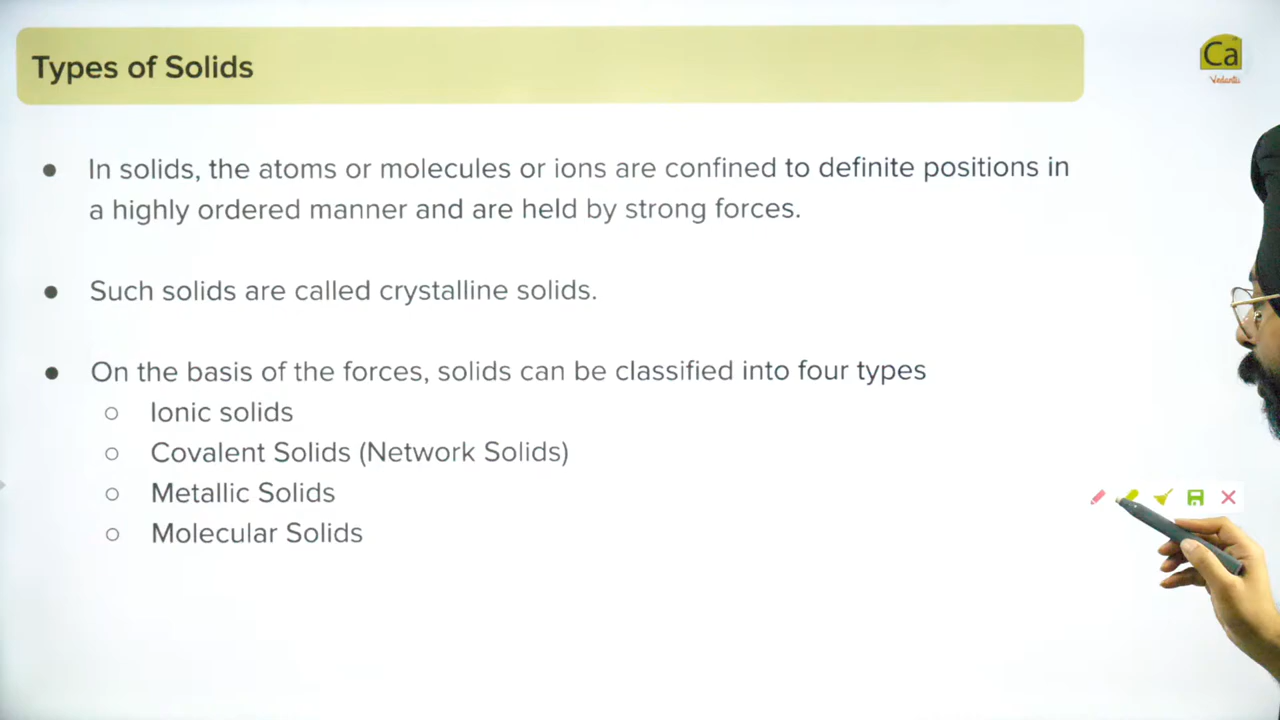 Types of Solids
Ca
Vedantu
● In solids, the atoms or molecules or ions are confined to definite positions in
a highly ordered manner and are held by strong forces.
● Such solids are called crystalline solids.
● On the basis of the forces, solids can be classified into four types
○ Ionic solids
○ Covalent Solids (Network Solids)
○ Metallic Solids
○ Molecular Solids